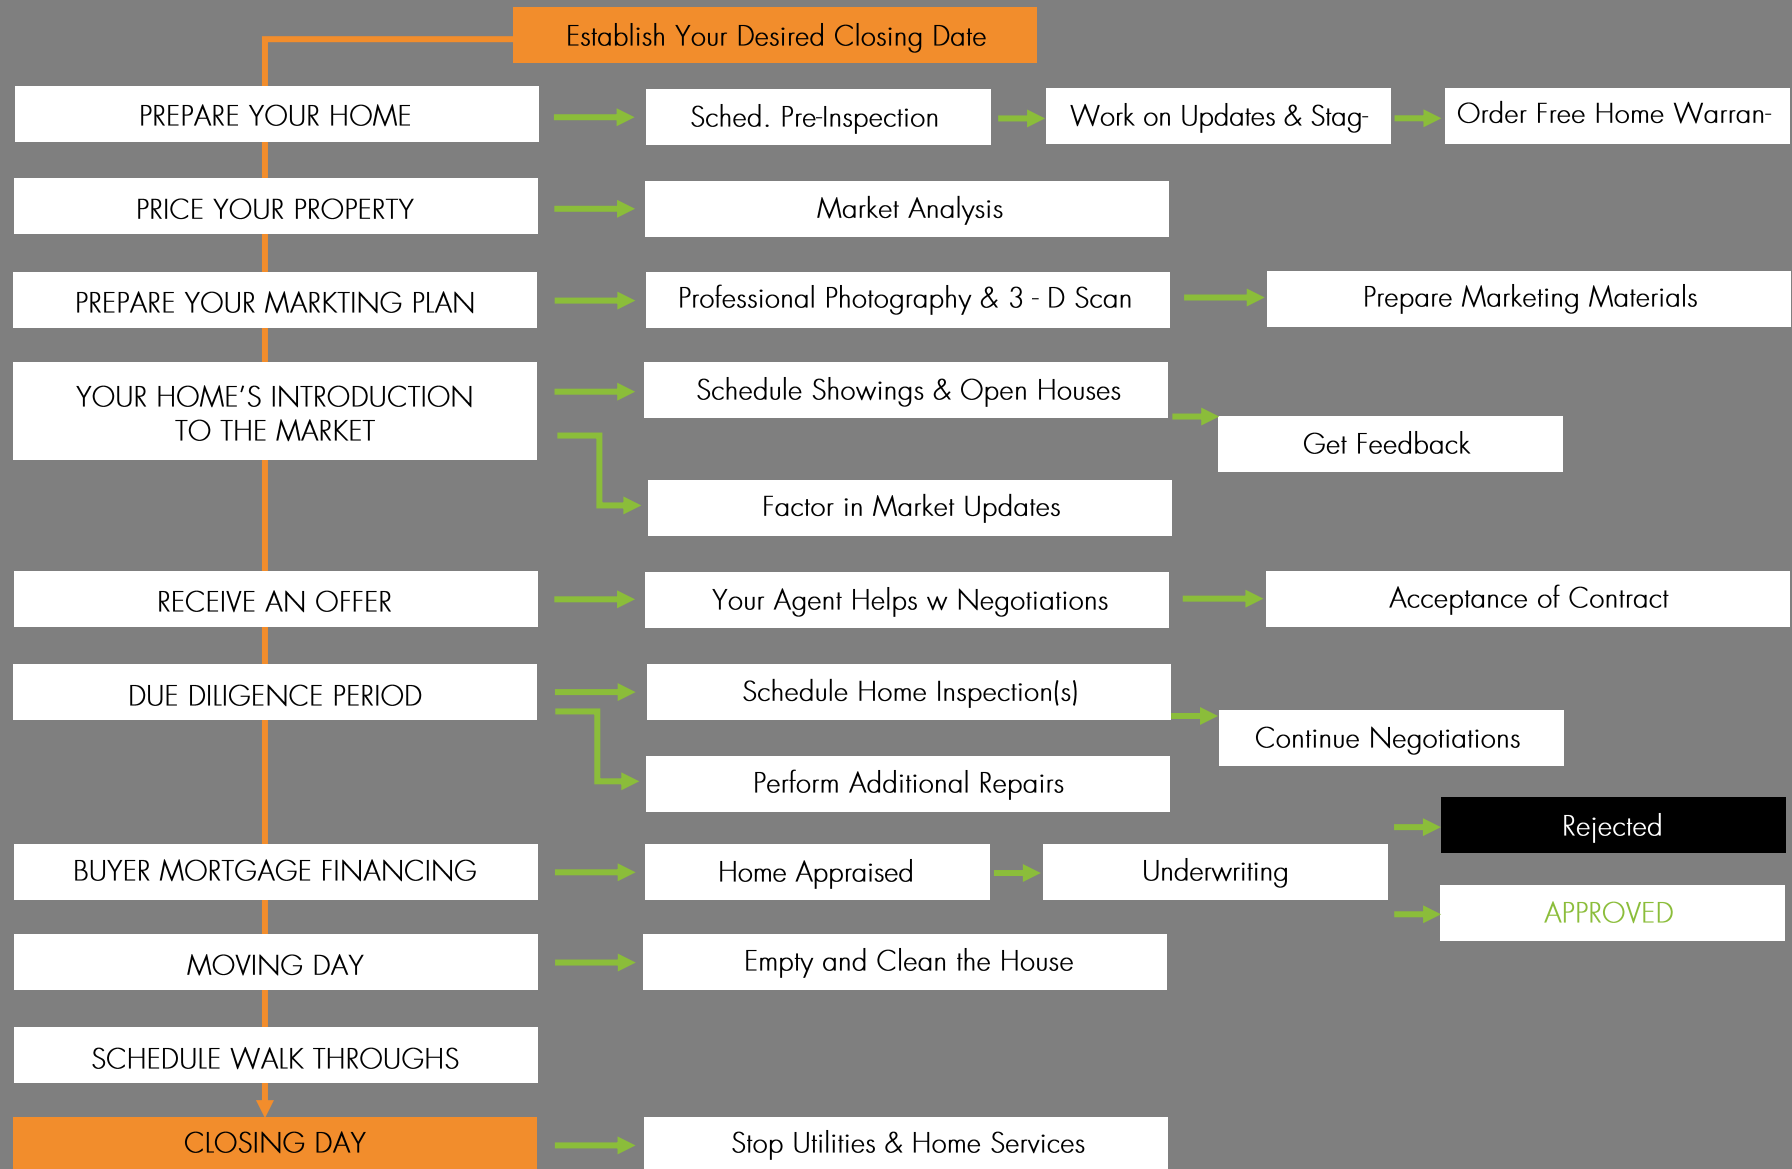 Establish Your Desired Closing Date
PREPARE YOUR HOME
Sched. Pre-Inspection
Work on Updates & Stag-
Order Free Home Warran-
PRICE YOUR PROPERTY
Market Analysis
PREPARE YOUR MARKTING PLAN
Professional Photography & 3 - D Scan
Prepare Marketing Materials
YOUR HOME’S INTRODUCTION
TO THE MARKET
Schedule Showings & Open Houses
Get Feedback
Factor in Market Updates
RECEIVE AN OFFER
Your Agent Helps w Negotiations
Acceptance of Contract
DUE DILIGENCE PERIOD
Schedule Home Inspection(s)
Continue Negotiations
Perform Additional Repairs
BUYER MORTGAGE FINANCING
Home Appraised
Underwriting
Rejected
APPROVED
MOVING DAY
Empty and Clean the House
SCHEDULE WALK THROUGHS
CLOSING DAY
Stop Utilities & Home Services